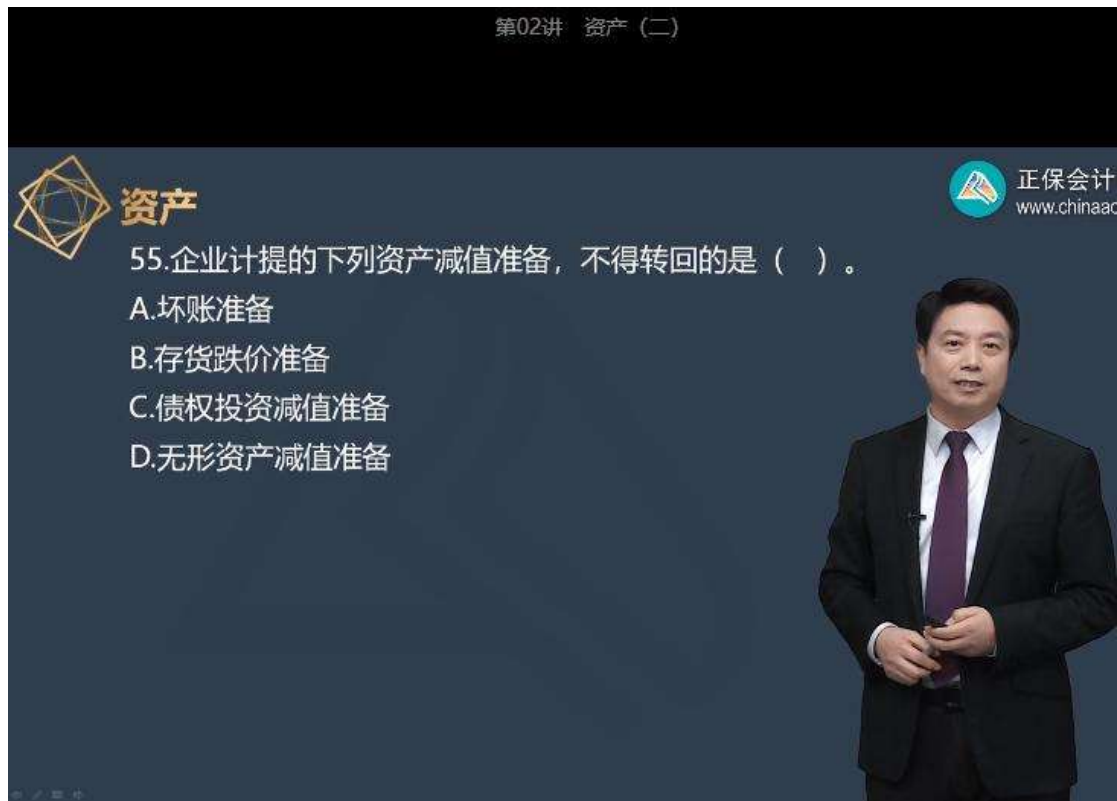 第02讲 资产（二）
正保会计
www.chinaac
资产
55.企业计提的下列资产减值准备，不得转回的是（ ）。
A.坏账准备
B.存货跌价准备
C.债权投资减值准备
D.无形资产减值准备